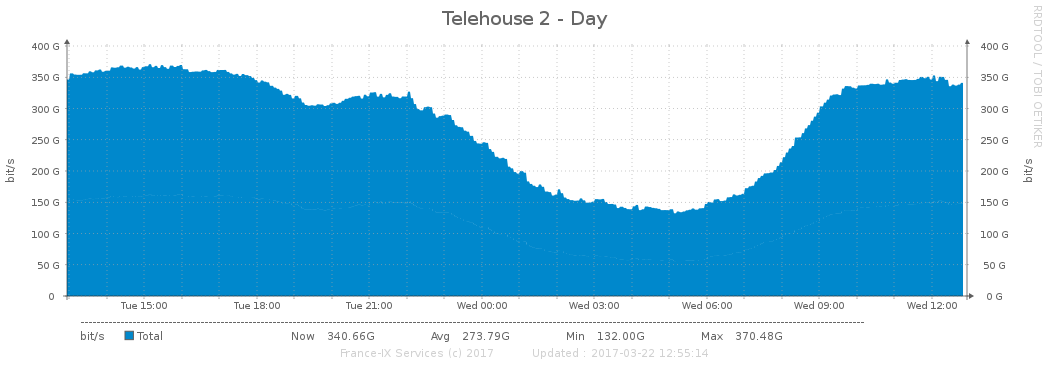 Telehouse 2 - Day
RRDTOOL / TOBI OETIKER
bit/s
400 G 400 G
350 G 350 G
300 G 300 G
250 G 250 G
200 G 200 G
150 G 150 G
100 G 100 G
50 G 50 G
0 0 G
bit/s
Tue 15:00 Tue 18:00 Tue 21:00 Wed 00:00 Wed 03:00 Wed 06:00 Wed 09:00 Wed 12:00
bit/s Total Now 340.66G Avg 273.79G Min 132.00G Max 370.48G
France-IX Services (c) 2017 Updated : 2017-03-22 12:55:14